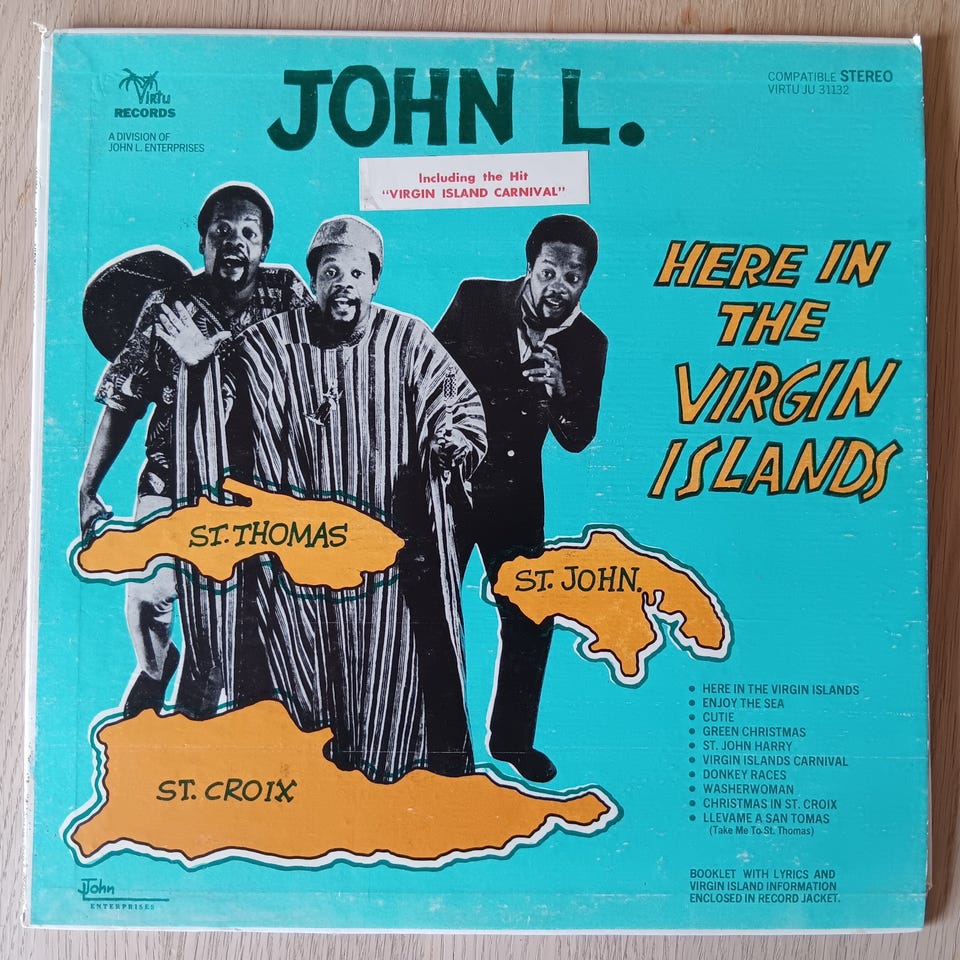 VIRTU
RECORDS
A DIVISION OF
JOHN L. ENTERPRISES
JOHN L.
COMPATIBLE STEREO
VIRTU JU 31132
Including the Hit
"VIRGIN ISLAND CARNIVAL"
HERE IN
THE
VIRGIN
ISLANDS
ST. THOMAS
ST. JOHN.
ST. CROIX
HERE IN THE VIRGIN ISLANDS
ENJOY THE SEA
CUTIE
GREEN CHRISTMAS
ST. JOHN HARRY
VIRGIN ISLANDS CARNIVAL
DONKEY RACES
WASHERWOMAN
CHRISTMAS IN ST. CROIX
LLEVAME A SAN TOMAS
(Take Me To St. Thomas)
BOOKLET WITH LYRICS AND
VIRGIN ISLAND INFORMATION
ENCLOSED IN RECORD JACKET.
John
ENTERPRISES